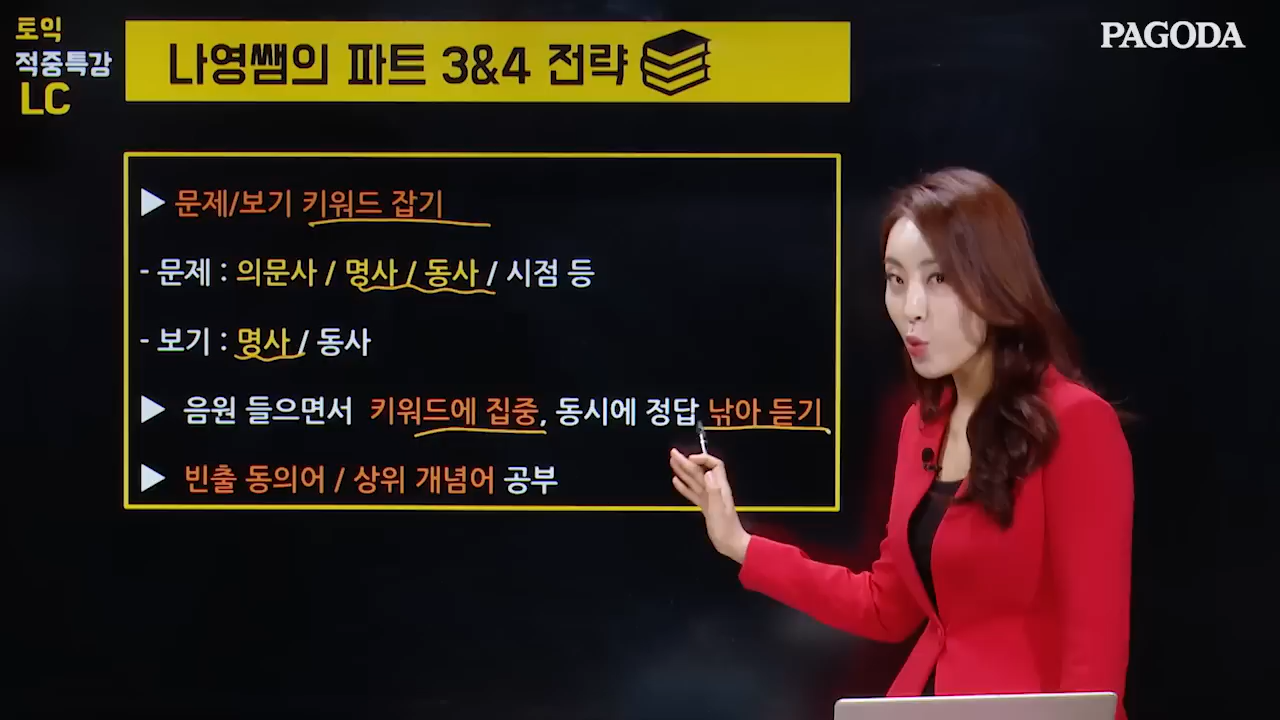 토익
적중특강
LC
나영쌤의 파트 3&4 전략
PAGODA
▶ 문제/보기 키워드 잡기
- 문제 : 의문사 / 명사 / 동사 / 시점 등
- 보기 : 명사 / 동사
▶ 음원 들으면서 키워드에 집중, 동시에 정답 낚아 듣기
▶ 빈출 동의어 / 상위 개념어 공부